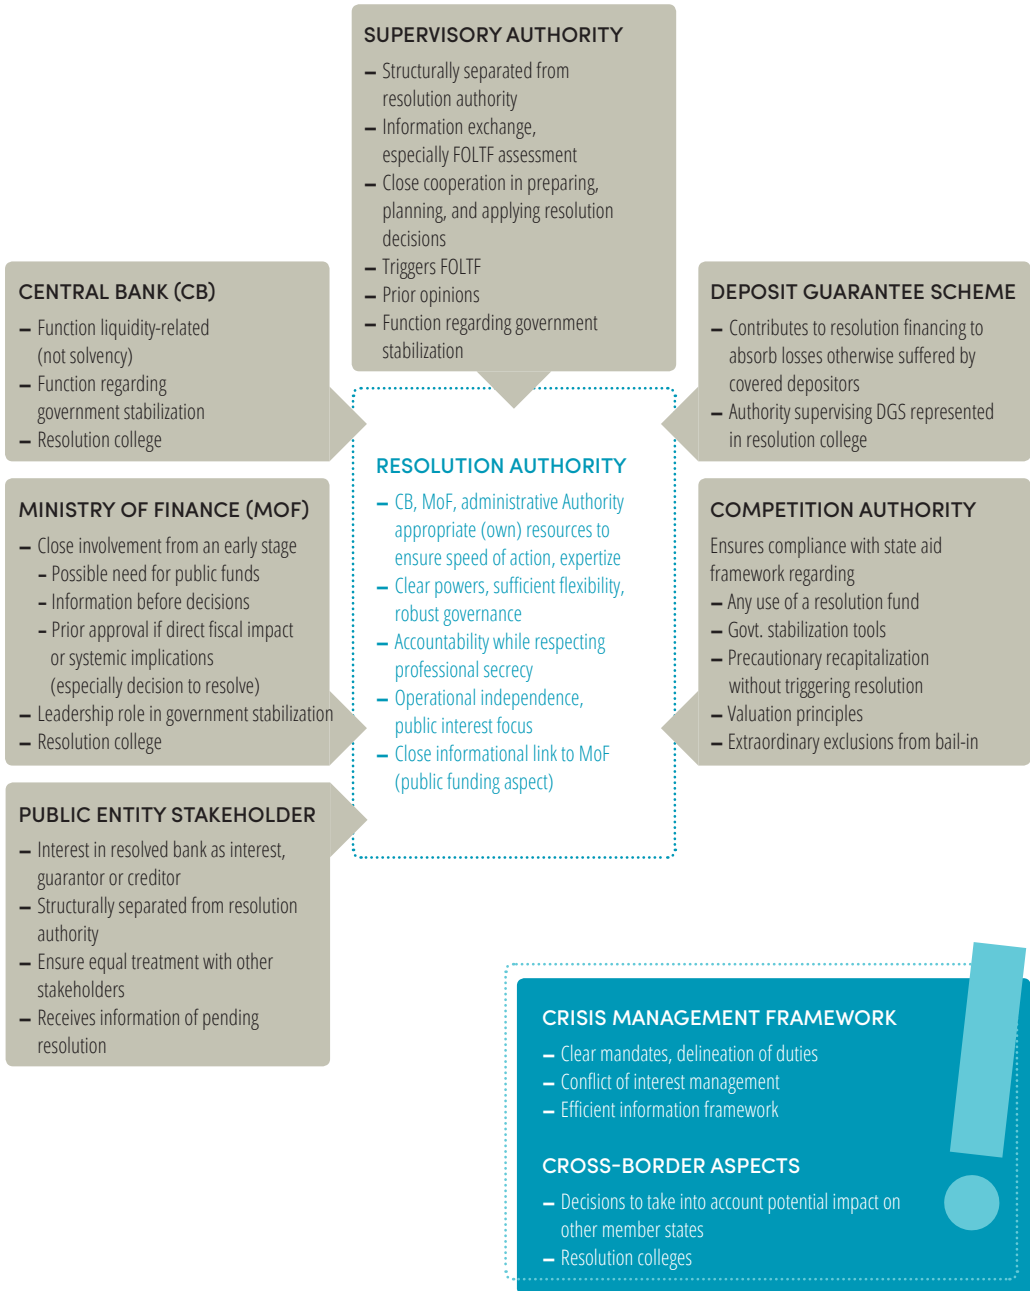 SUPERVISORY AUTHORITY
– Structurally separated from
resolution authority
– Information exchange,
especially FOLTF assessment
– Close cooperation in preparing,
planning, and applying resolution
decisions
– Triggers FOLTF
– Prior opinions
– Function regarding government
stabilization
CENTRAL BANK (CB)
– Function liquidity-related
(not solvency)
– Function regarding
government stabilization
– Resolution college
DEPOSIT GUARANTEE SCHEME
– Contributes to resolution financing to
absorb losses otherwise suffered by
covered depositors
– Authority supervising DGS represented
in resolution college
RESOLUTION AUTHORITY
– CB, MoF, administrative Authority
appropriate (own) resources to
ensure speed of action, expertize
– Clear powers, sufficient flexibility,
robust governance
– Accountability while respecting
professional secrecy
– Operational independence,
public interest focus
– Close informational link to MoF
(public funding aspect)
MINISTRY OF FINANCE (MOF)
– Close involvement from an early stage
– Possible need for public funds
– Information before decisions
– Prior approval if direct fiscal impact
or systemic implications
(especially decision to resolve)
– Leadership role in government stabilization
– Resolution college
COMPETITION AUTHORITY
Ensures compliance with state aid
framework regarding
– Any use of a resolution fund
– Govt. stabilization tools
– Precautionary recapitalization
without triggering resolution
– Valuation principles
– Extraordinary exclusions from bail-in
PUBLIC ENTITY STAKEHOLDER
– Interest in resolved bank as interest,
guarantor or creditor
– Structurally separated from resolution
authority
– Ensure equal treatment with other
stakeholders
– Receives information of pending
resolution
CRISIS MANAGEMENT FRAMEWORK
– Clear mandates, delineation of duties
– Conflict of interest management
– Efficient information framework
CROSS-BORDER ASPECTS
– Decisions to take into account potential impact on
other member states
– Resolution colleges
!